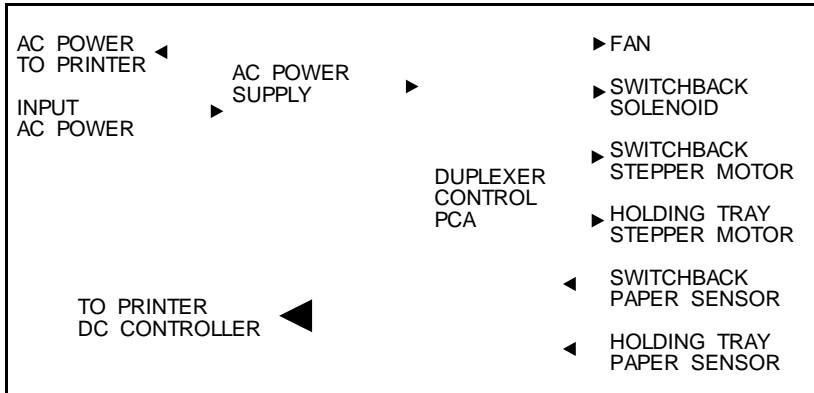 AC POWER
TO PRINTER
INPUT
AC POWER
AC POWER
SUPPLY
DUPLEXER
CONTROL
PCA
FAN
SWITCHBACK
SOLENOID
SWITCHBACK
STEPPER MOTOR
HOLDING TRAY
STEPPER MOTOR
SWITCHBACK
PAPER SENSOR
HOLDING TRAY
PAPER SENSOR
TO PRINTER
DC CONTROLLER